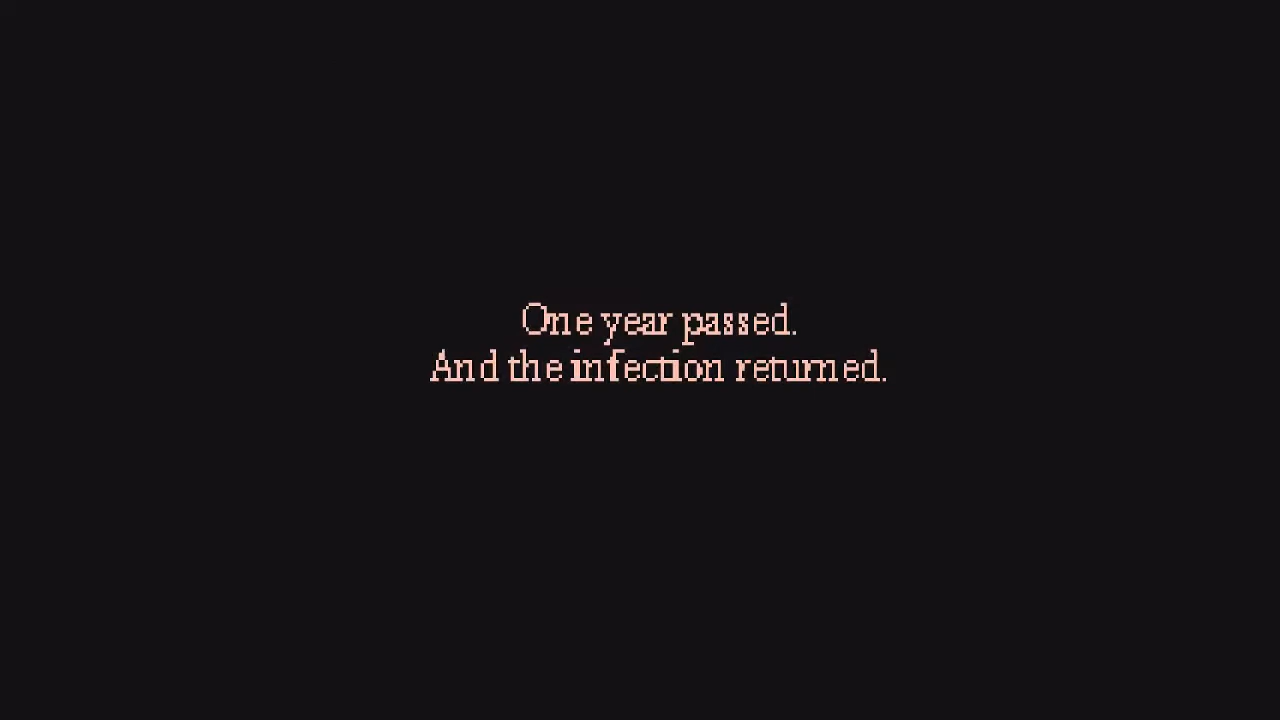 One year passed.
And the infection returned.